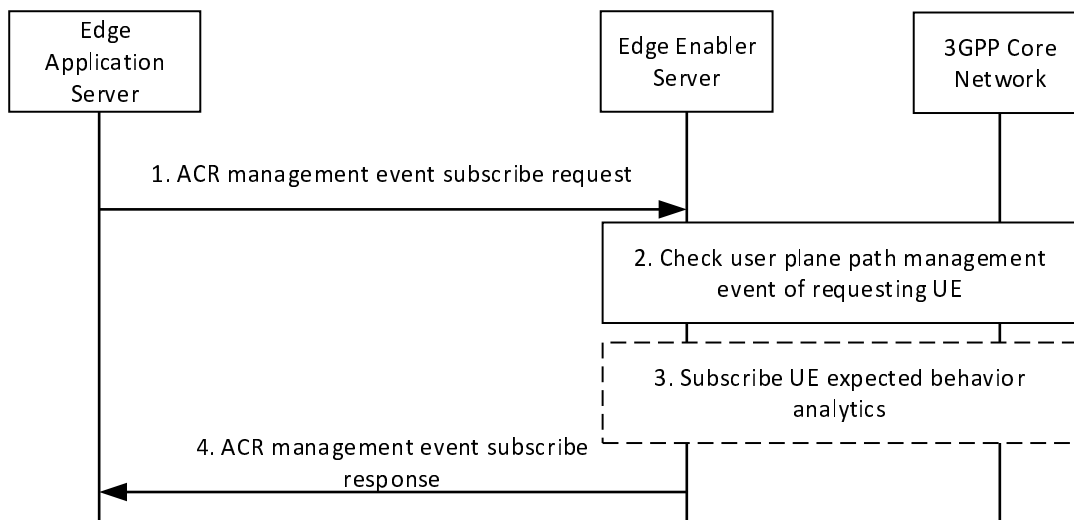 Edge
Application
Server
Edge Enabler
Server
3GPP Core
Network
1. ACR management event subscribe request
2. Check user plane path management
event of requesting UE
3. Subscribe UE expected behavior
analytics
4. ACR management event subscribe
response